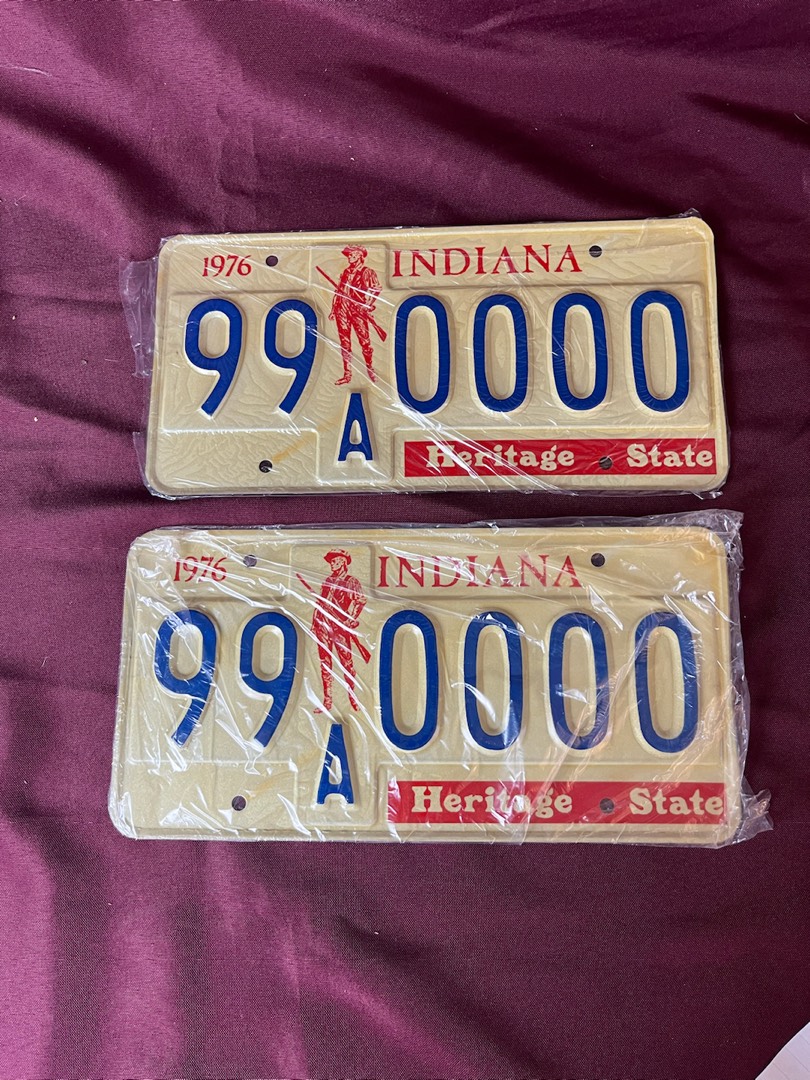 1976 INDIANA
99 0000
A
Heritage State
1976 INDIANA
99 0000
A
Heritage State